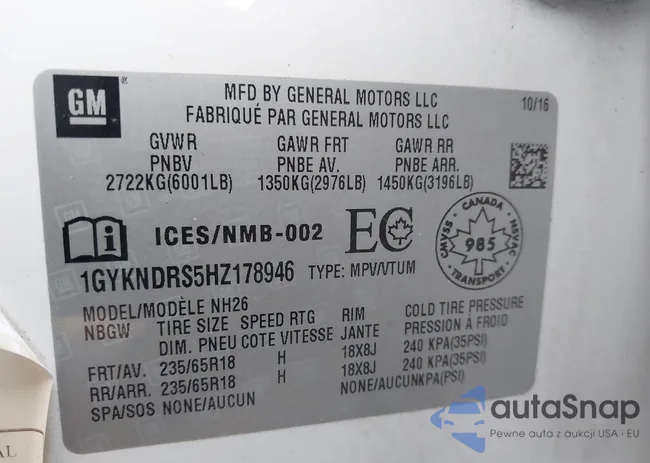 GM
®
MFD BY GENERAL MOTORS LLC
FABRIQUÉ PAR GENERAL MOTORS LLC
10/16
GVWR GAWR FRT GAWR RR
PNBV PNBE AV. PNBE ARR.
2722KG(6001LB) 1350KG(2976LB) 1450KG(3196LB)
ICES/NMB-002
EC
CANADA
CMVSS 985 NSVAC
TRANSPORT
1GYKNDRS5HZ178946 TYPE: MPV/VTUM
MODEL/MODÈLE NH26
NBGW TIRE SIZE SPEED RTG RIM COLD TIRE PRESSURE
DIM. PNEU COTE VITESSE JANTE PRESSION À FROID
FRT/AV. 235/65R18 H 18X8J 240 KPA(35PSI)
RR/ARR. 235/65R18 H 18X8J 240 KPA(35PSI)
SPA/SOS NONE/AUCUN NONE/AUCUNKPA(PSI)
AL
autaSnap
Pewne auta z aukcji USA i EU